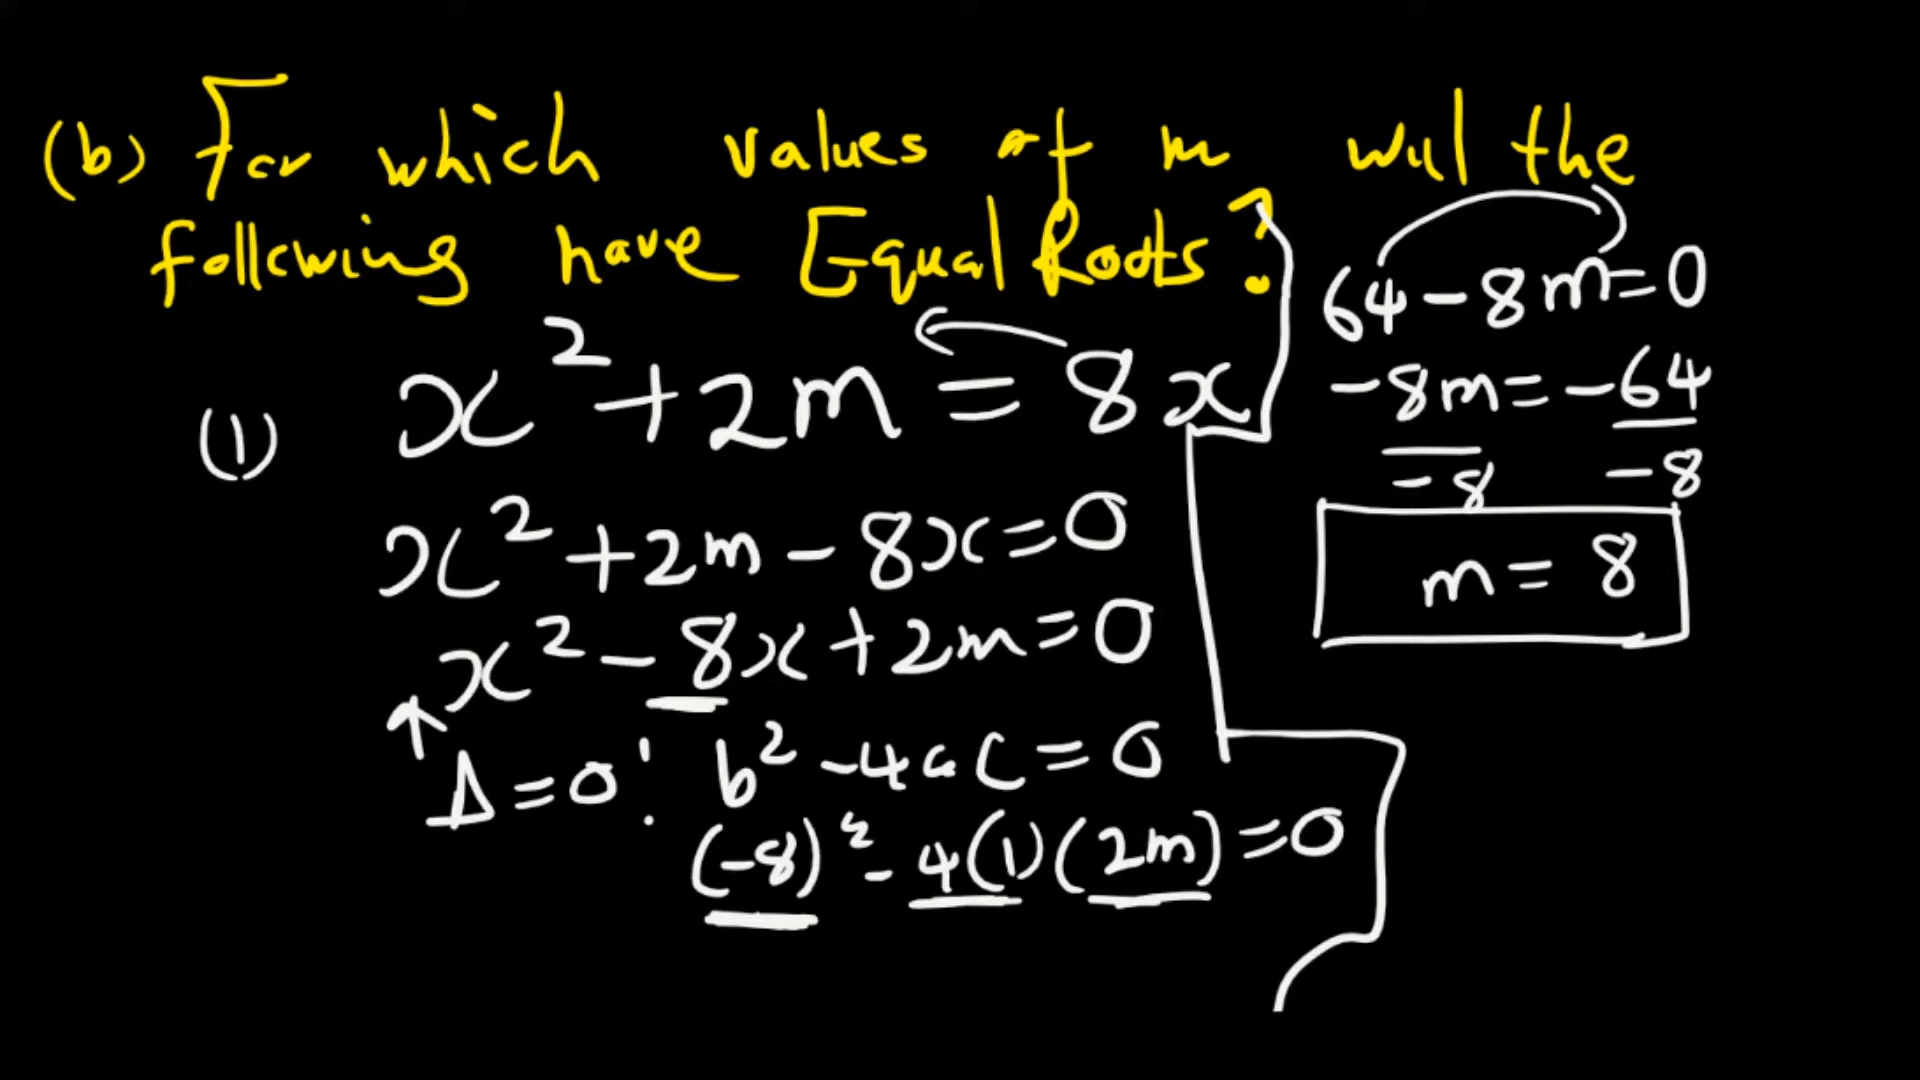 (b) For which values of m will the
following have Equal Roots?
(1) x² + 2m = 8x
x² + 2m - 8x = 0
x² - 8x + 2m = 0
Δ = 0: b² - 4ac = 0
(-8)² - 4(1)(2m) = 0
64 - 8m = 0
-8m = -64
-8 -8
m = 8